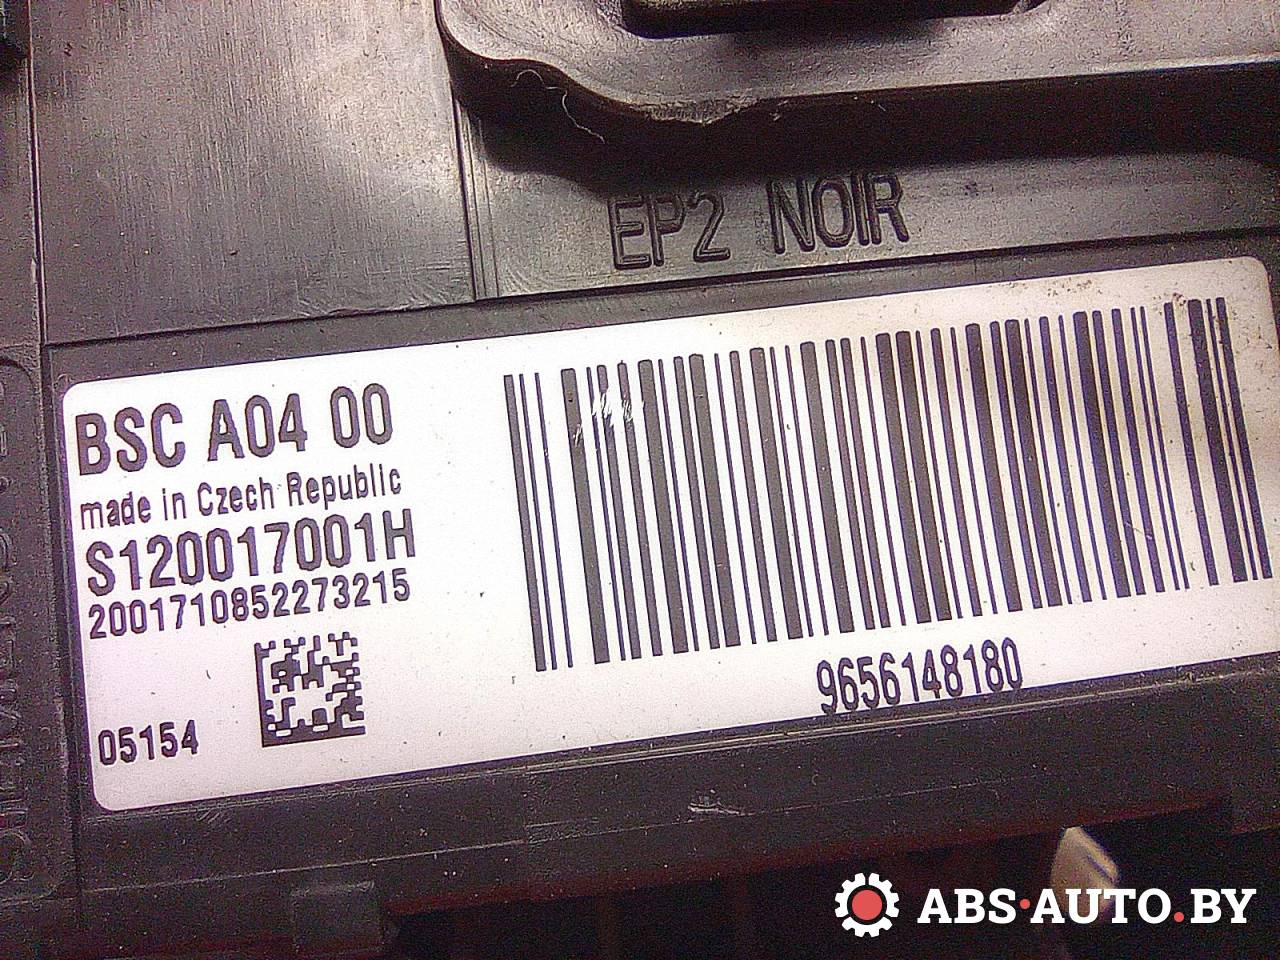 EP2 NOIR
BSC A04 00
made in Czech Republic
S120017001H
2001710852273215
05154
9656148180
ABS·AUTO.BY